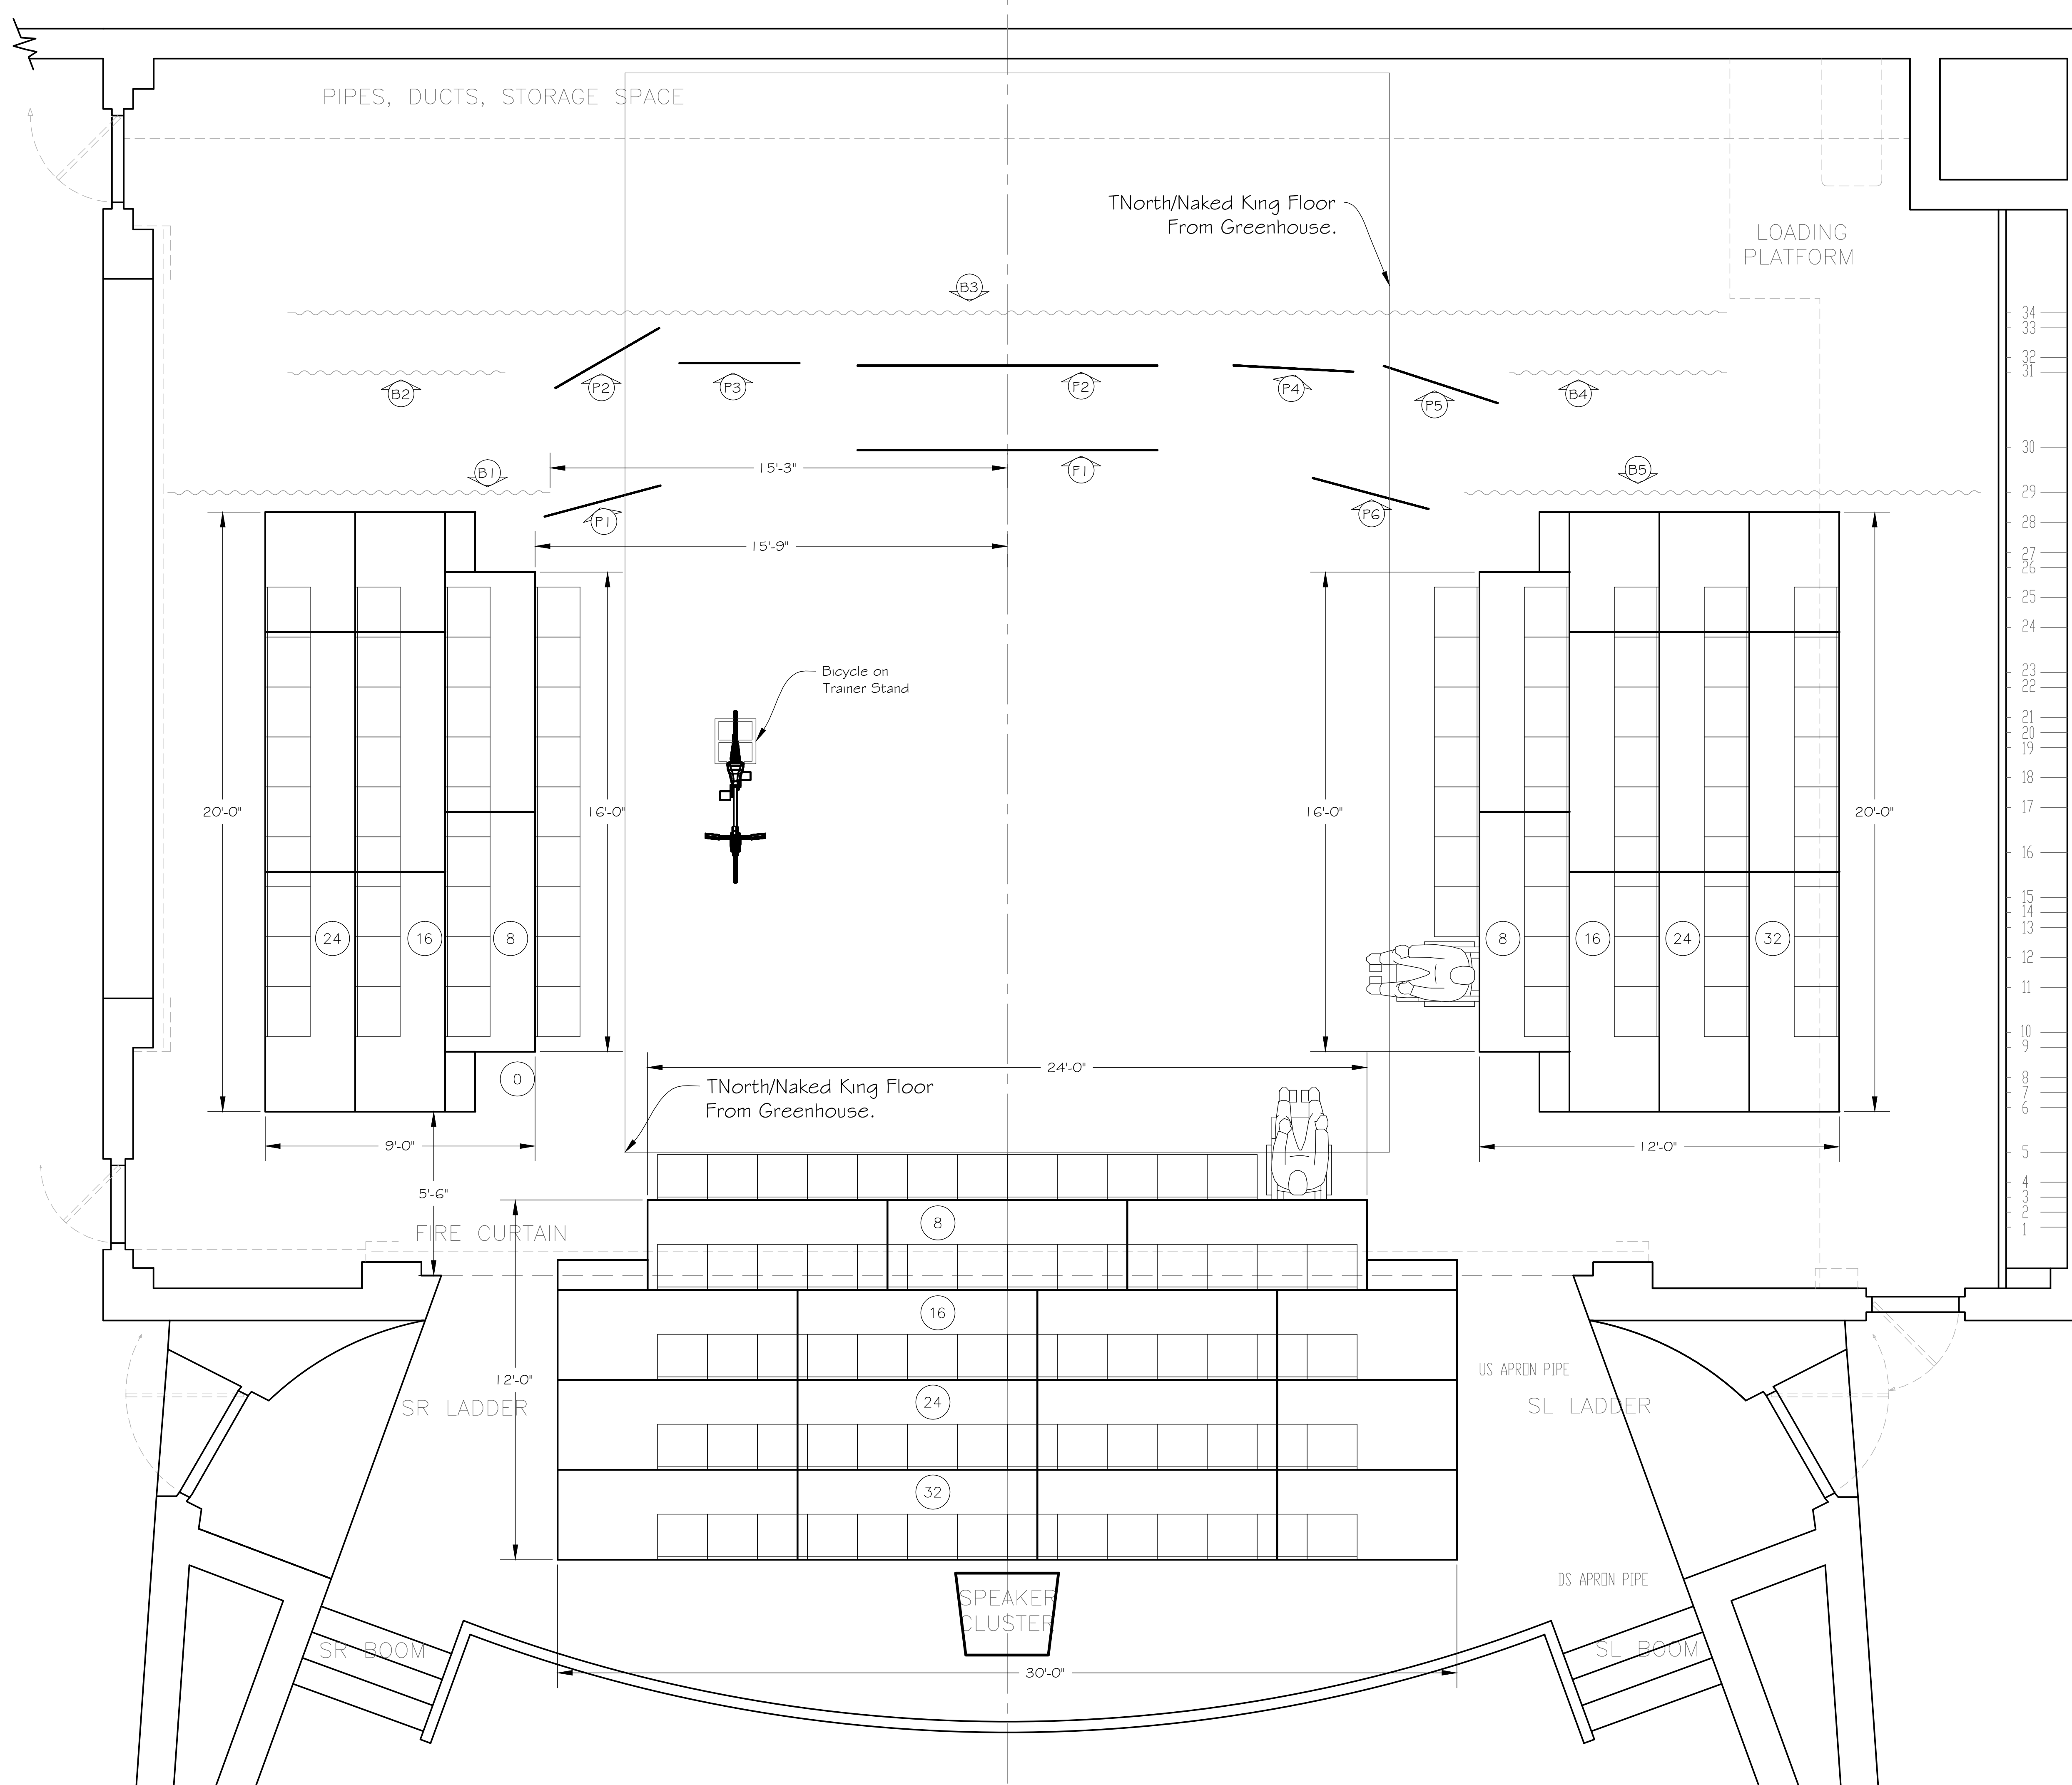 PIPES, DUCTS, STORAGE SPACE
TNorth/Naked King Floor
From Greenhouse.
LOADING
PLATFORM
B3
34
33
32
31
P2
P3
F2
P4
P5
B2
B4
30
15'-3"
F1
B1
B5
29
P1
P6
28
15'-9"
27
26
25
24
Bicycle on
Trainer Stand
23
22
21
20
19
18
17
20'-0"
16'-0"
16'-0"
20'-0"
16
15
14
13
24
16
8
8
16
24
32
12
11
10
9
24'-0"
0
8
7
6
TNorth/Naked King Floor
From Greenhouse.
9'-0"
12'-0"
5
4
3
2
1
5'-6"
8
FIRE CURTAIN
16
US APRON PIPE
12'-0"
24
SR LADDER
SL LADDER
32
DS APRON PIPE
SPEAKER
CLUSTER
SR BOOM
SL BOOM
30'-0"